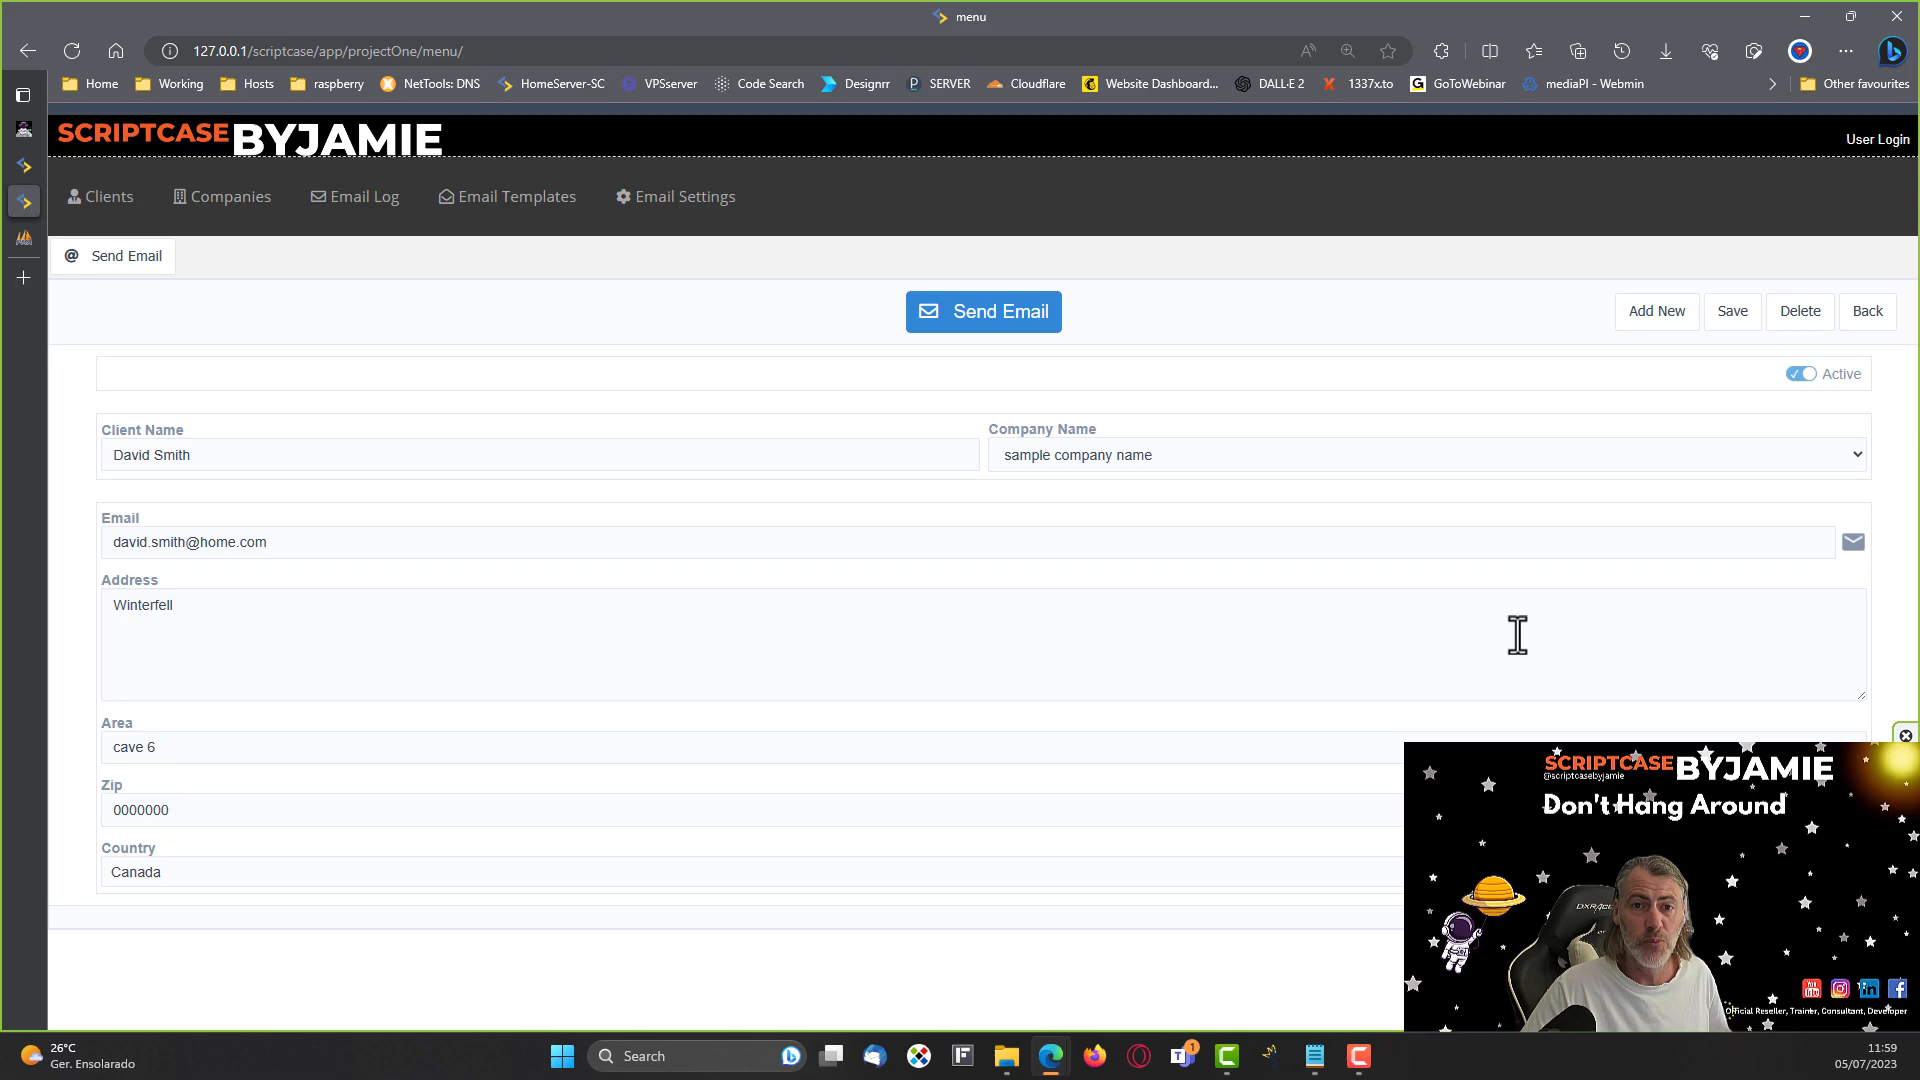 menu
127.0.0.1/scriptcase/app/projectOne/menu/
Home
Working
Hosts
raspberry
NetTools: DNS
HomeServer-SC
VPSserver
Code Search
Designrr
SERVER
Cloudflare
Website Dashboard...
DALL·E 2
1337x.to
GoToWebinar
mediaPI - Webmin
Other favourites
SCRIPTCASEBYJAMIE
User Login
Clients
Companies
Email Log
Email Templates
Email Settings
@ Send Email
Send Email
Add New
Save
Delete
Back
Active
Client Name
David Smith
Company Name
sample company name
Email
david.smith@home.com
Address
Winterfell
Area
cave 6
Zip
0000000
Country
Canada
SCRIPTCASEBYJAMIE
@scriptcasebyjamie
Don't Hang Around
DXRACER
Official Reseller, Trainer, Consultant, Developer
26°C
Ger. Ensolarado
Search
1
11:59
05/07/2023